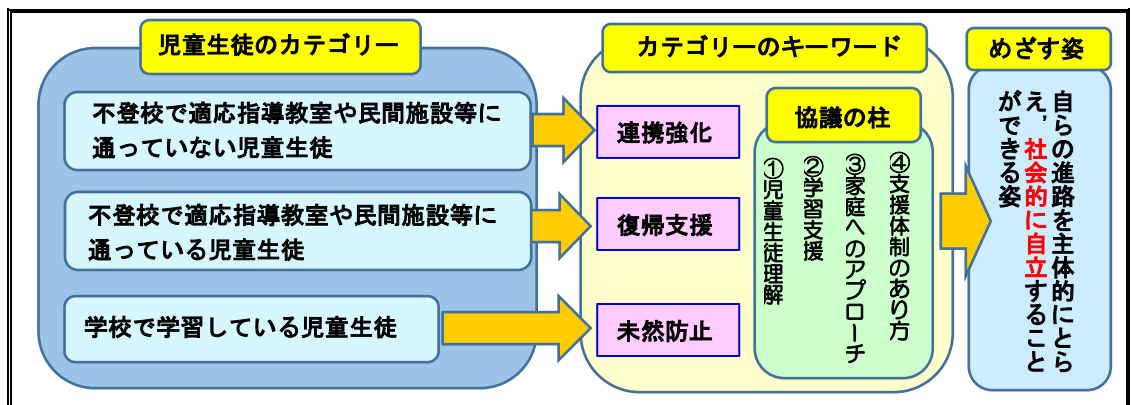 児童生徒のカテゴリー
不登校で適応指導教室や民間施設等に
通っていない児童生徒
不登校で適応指導教室や民間施設等に
通っている児童生徒
学校で学習している児童生徒
カテゴリーのキーワード
連携強化
復帰支援
未然防止
協議の柱
①児童生徒理解
②学習支援
③家庭へのアプローチ
④支援体制のあり方
めざす姿
自らの進路を主体的にとら
え，社会的に自立すること
ができる姿